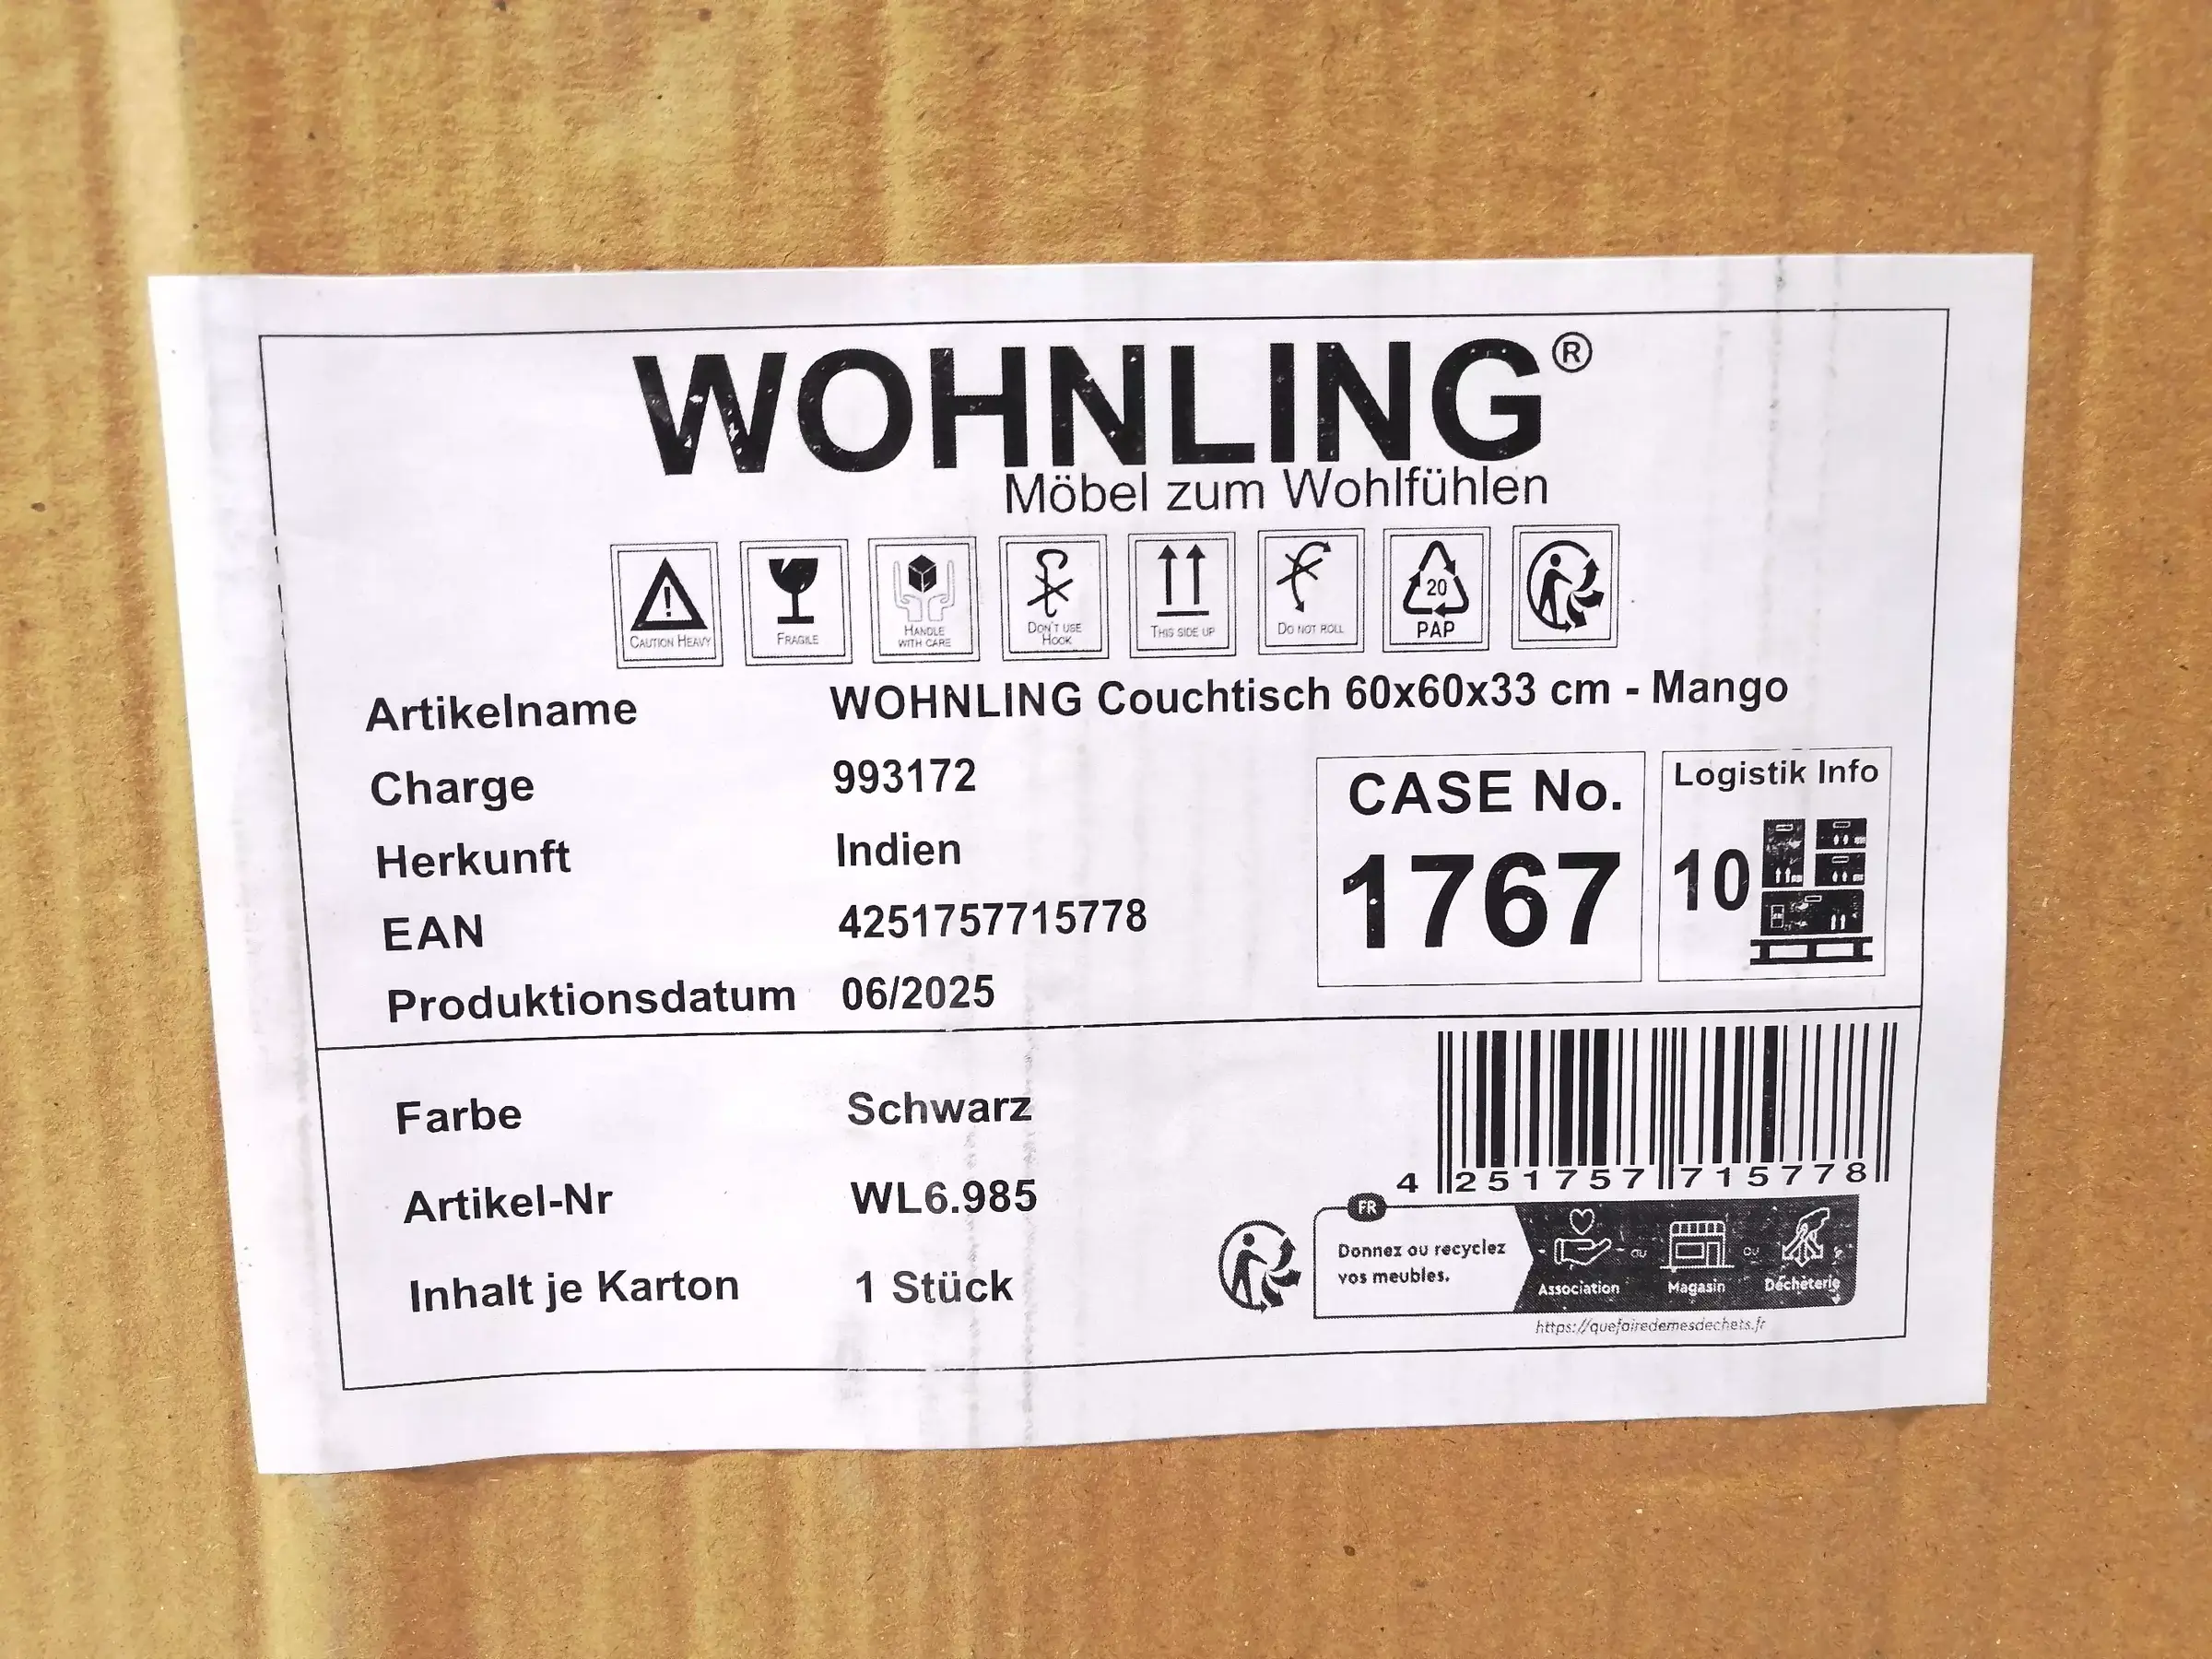 WOHNLING®
Möbel zum Wohlfühlen
CAUTION HEAVY
FRAGILE
HANDLE
WITH CARE
DON'T USE
HOOK
THIS SIDE UP
DO NOT ROLL
20
PAP
Artikelname WOHNLING Couchtisch 60x60x33 cm - Mango
Charge 993172
Herkunft Indien
EAN 4251757715778
Produktionsdatum 06/2025
CASE No.
1767
Logistik Info
10
Farbe Schwarz
Artikel-Nr WL6.985
Inhalt je Karton 1 Stück
4 251757 715778
FR
Donnez ou recyclez
vos meubles.
Association
ou
Magasin
ou
Déchèterie
https://quefairedemesdechets.fr